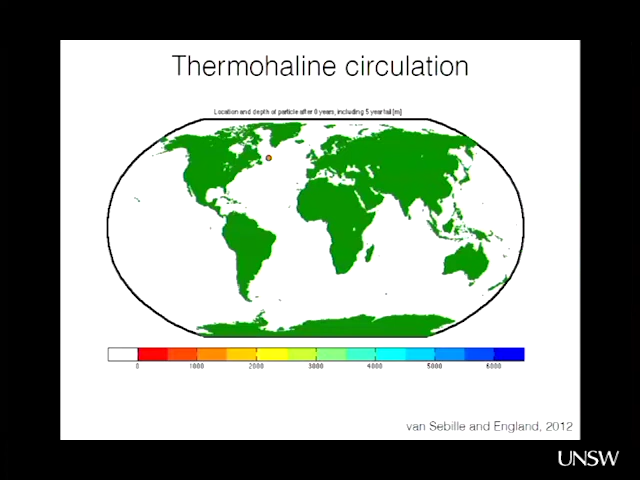 Thermohaline circulation
Location and depth of particle after 0 years, including 5 year tail [m]
0 1000 2000 3000 4000 5000 6000
van Sebille and England, 2012
UNSW